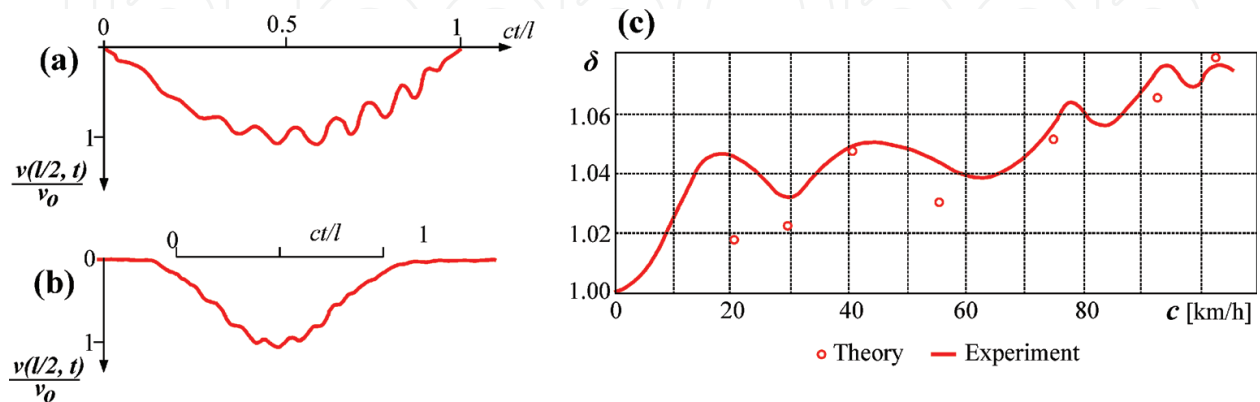 (a)
0
0.5
1
ct/l
1
v(l/2, t)
v₀
(b)
0
ct/l
1
0
1
v(l/2, t)
v₀
(c)
δ
1.06
1.04
1.02
1.00
0
20
40
60
80
c [km/h]
Theory
Experiment